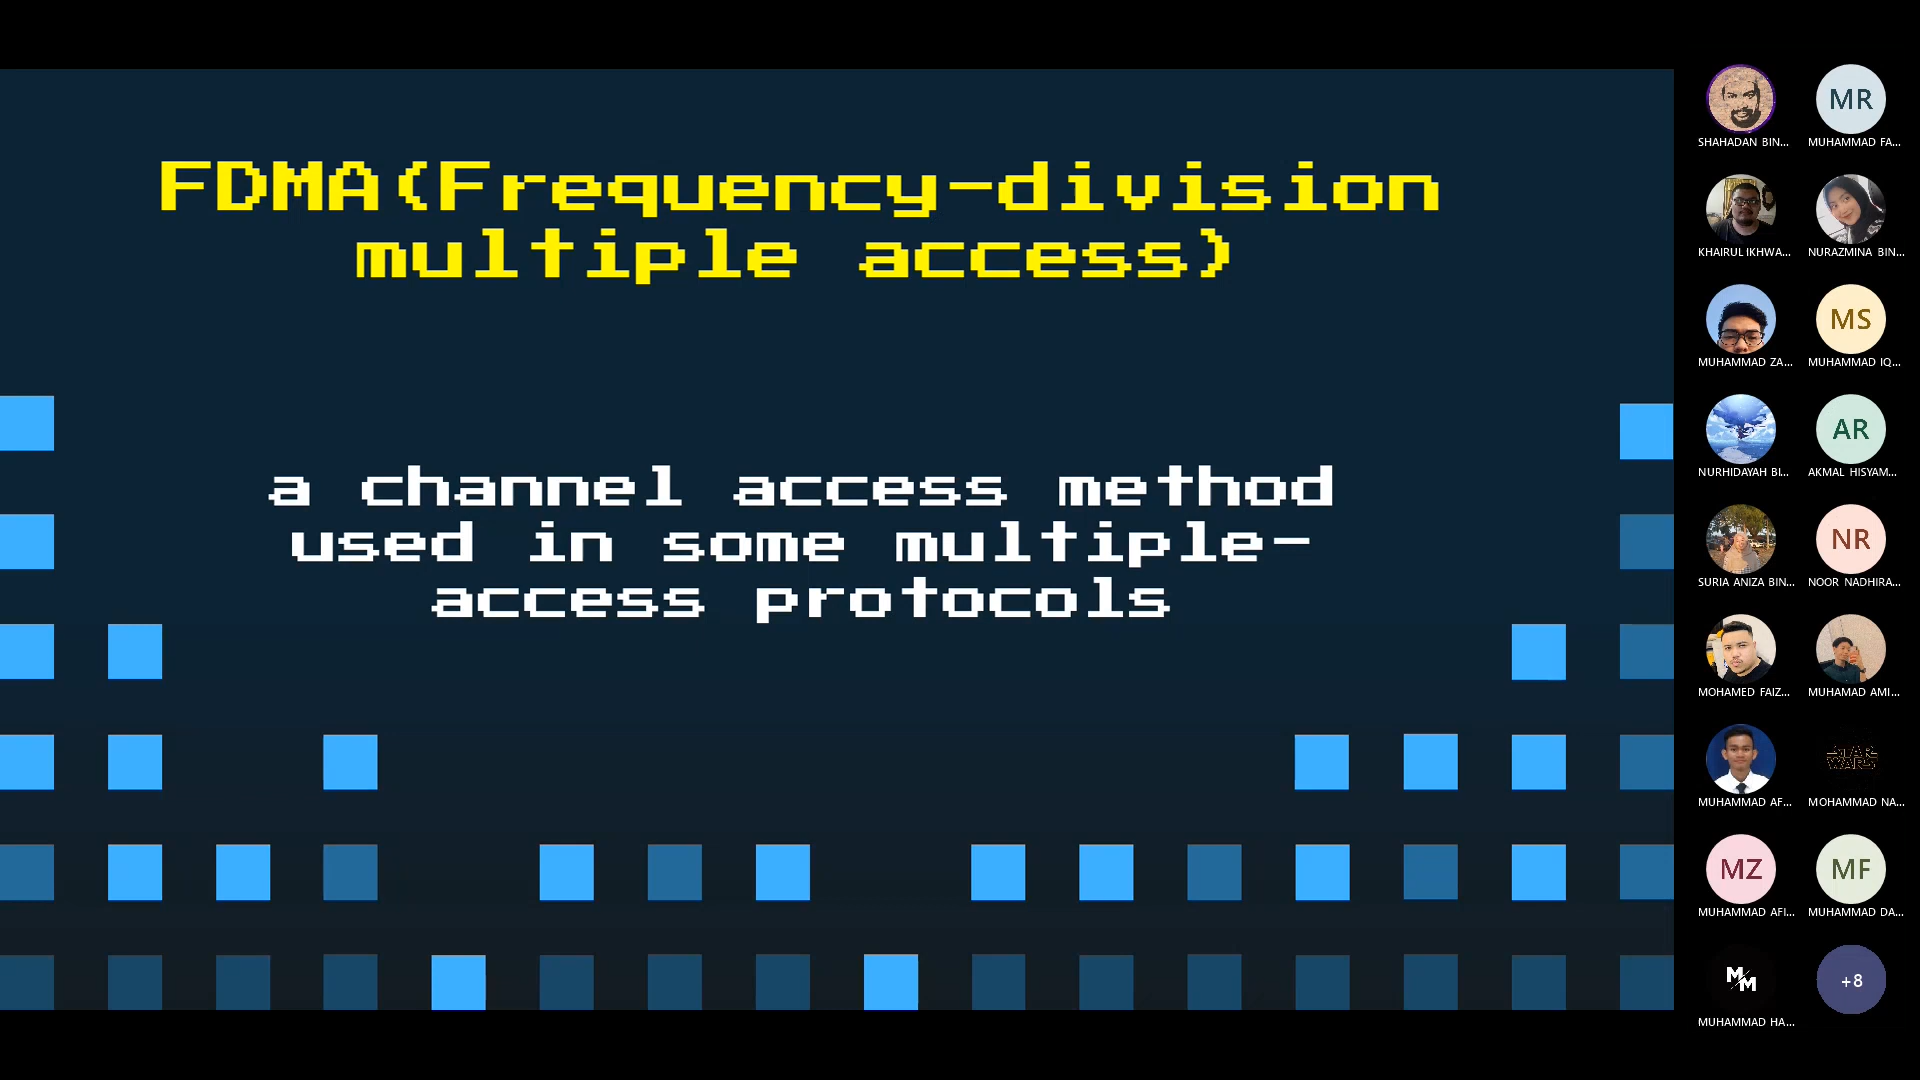 FDMA(Frequency-division
multiple access)
a channel access method
used in some multiple-
access protocols
SHAHADAN BIN...
MR
MUHAMMAD FA...
KHAIRUL IKHWA...
NURAZMINA BIN...
MUHAMMAD ZA...
MS
MUHAMMAD IQ...
NURHIDAYAH BI...
AR
AKMAL HISYAM...
SURIA ANIZA BIN...
NR
NOOR NADHIRA...
MOHAMED FAIZ...
MUHAMAD AMI...
MUHAMMAD AF...
STAR
WARS
MOHAMMAD NA...
MZ
MUHAMMAD AFI...
MF
MUHAMMAD DA...
M/M
MUHAMMAD HA...
+8